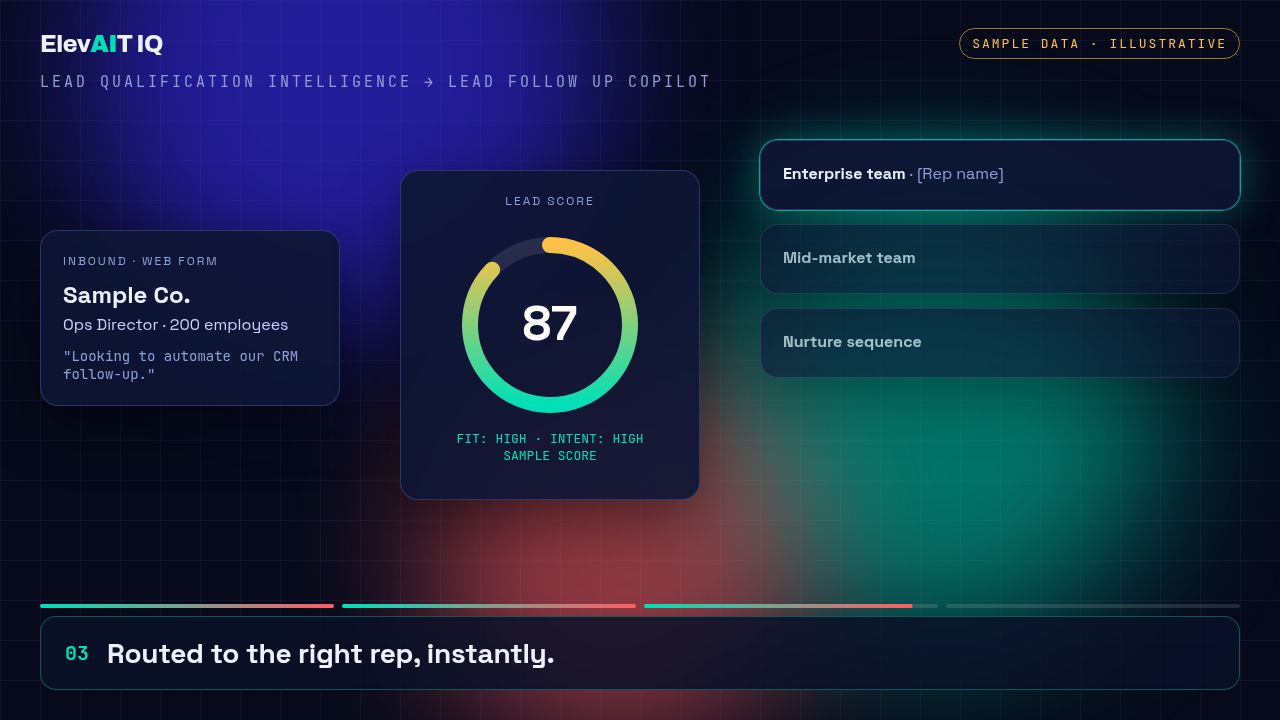 ElevAIT IQ
SAMPLE DATA · ILLUSTRATIVE
LEAD QUALIFICATION INTELLIGENCE → LEAD FOLLOW UP COPILOT
INBOUND · WEB FORM
Sample Co.
Ops Director · 200 employees
"Looking to automate our CRM
follow-up."
LEAD SCORE
87
FIT: HIGH · INTENT: HIGH
SAMPLE SCORE
Enterprise team · [Rep name]
Mid-market team
Nurture sequence
03 Routed to the right rep, instantly.